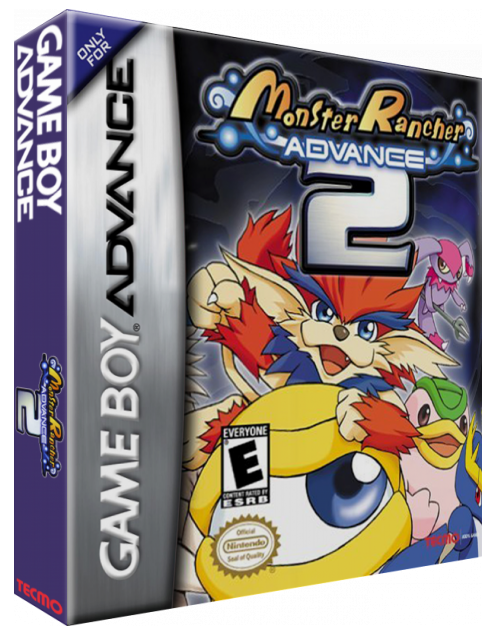 GAME BOY
ADVANCE
Monster Rancher
ADVANCE
2
TECMO
ONLY
FOR
GAME BOY ADVANCE
Monster Rancher
ADVANCE
2
EVERYONE
E
CONTENT RATED BY
ESRB
Official
Nintendo
Seal of Quality
TECMO